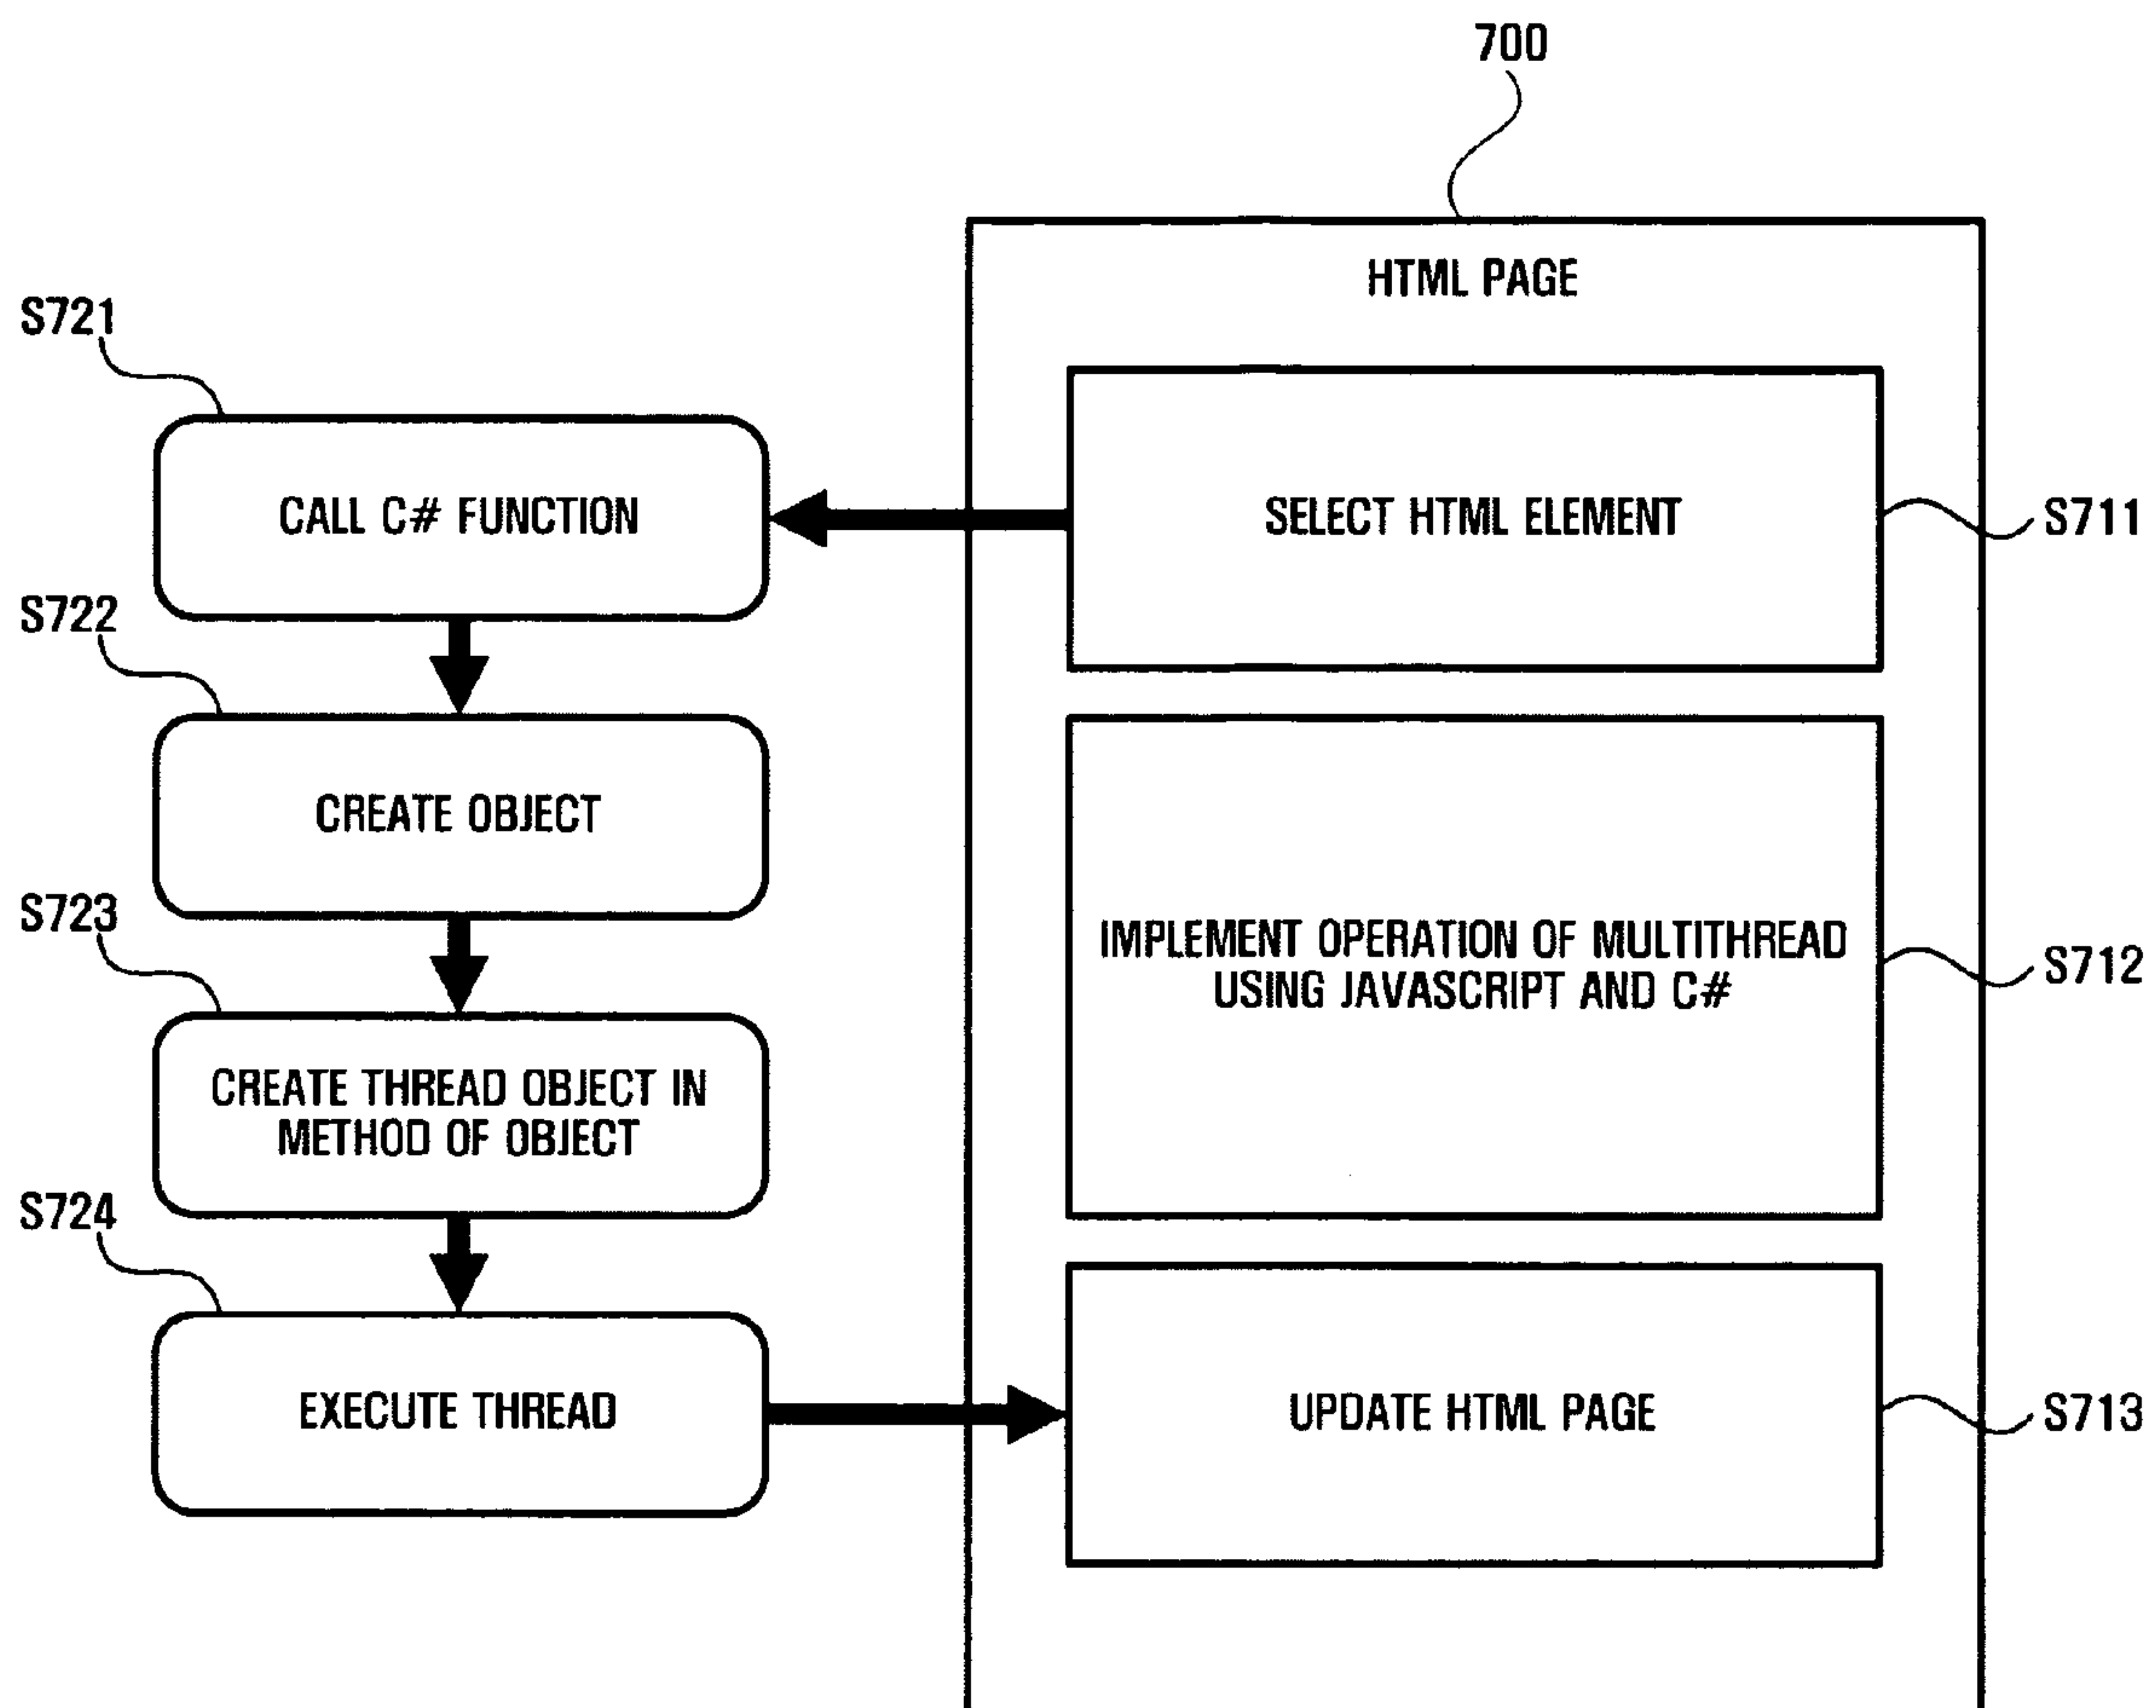 700
HTML PAGE
S721
CALL C# FUNCTION
SELECT HTML ELEMENT
S711
S722
CREATE OBJECT
S723
IMPLEMENT OPERATION OF MULTITHREAD
USING JAVASCRIPT AND C#
S712
CREATE THREAD OBJECT IN
METHOD OF OBJECT
S724
EXECUTE THREAD
UPDATE HTML PAGE
S713